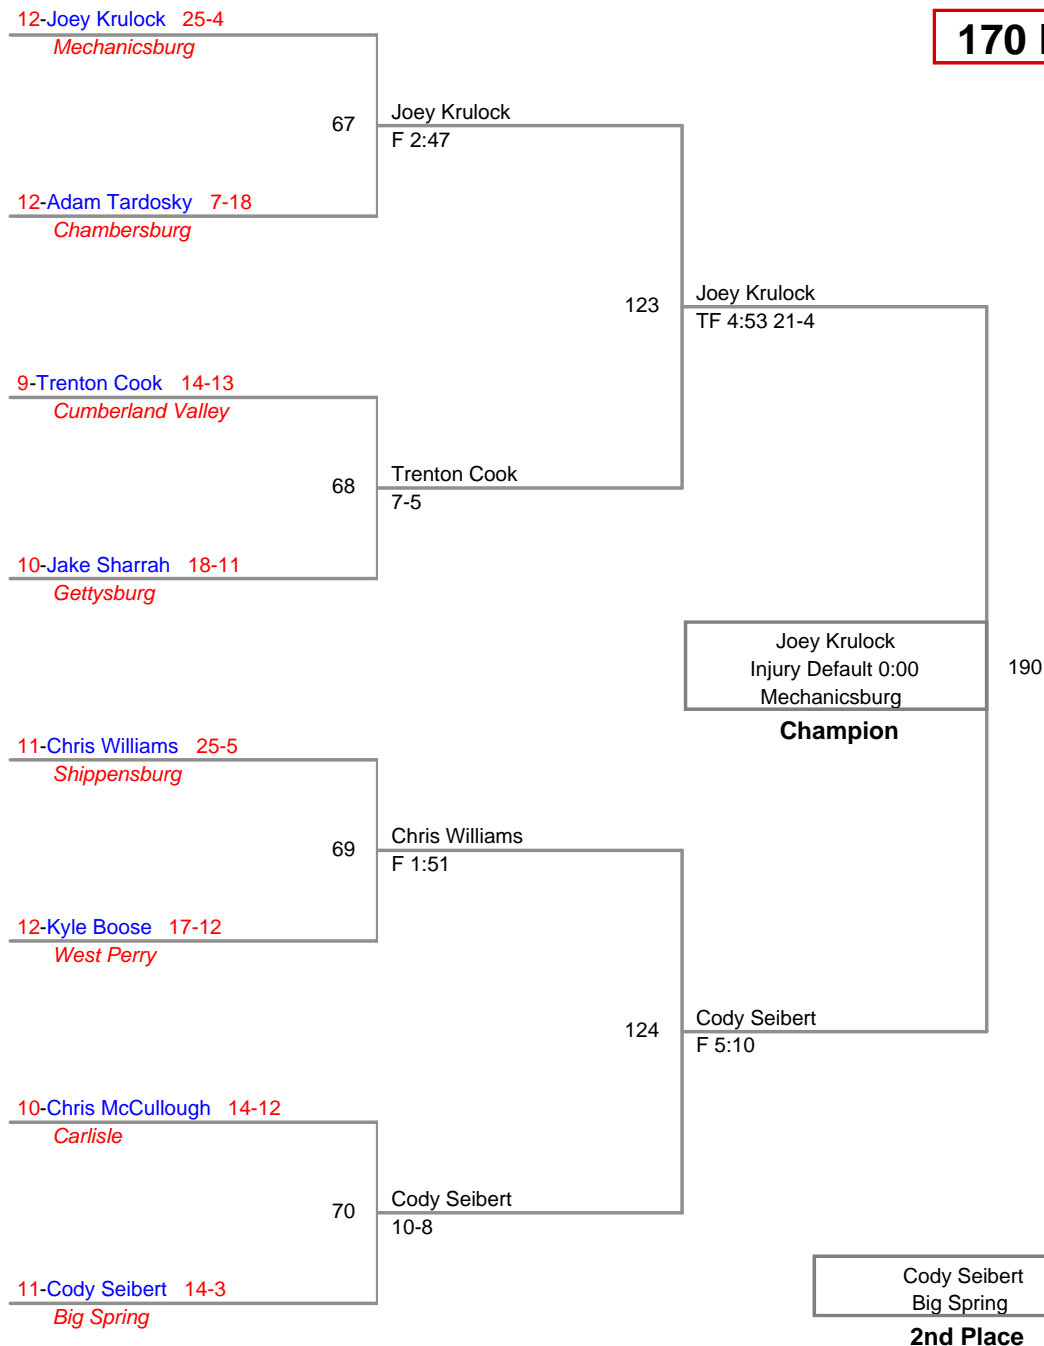 12-Joey Krulock 25-4
Mechanicsburg
170
67
Joey Krulock
F 2:47
12-Adam Tardosky 7-18
Chambersburg
123
Joey Krulock
TF 4:53 21-4
9-Trenton Cook 14-13
Cumberland Valley
68
Trenton Cook
7-5
10-Jake Sharrah 18-11
Gettysburg
Joey Krulock
Injury Default 0:00
Mechanicsburg
190
Champion
11-Chris Williams 25-5
Shippensburg
69
Chris Williams
F 1:51
12-Kyle Boose 17-12
West Perry
124
Cody Seibert
F 5:10
10-Chris McCullough 14-12
Carlisle
70
Cody Seibert
10-8
11-Cody Seibert 14-3
Big Spring
Cody Seibert
Big Spring
2nd Place